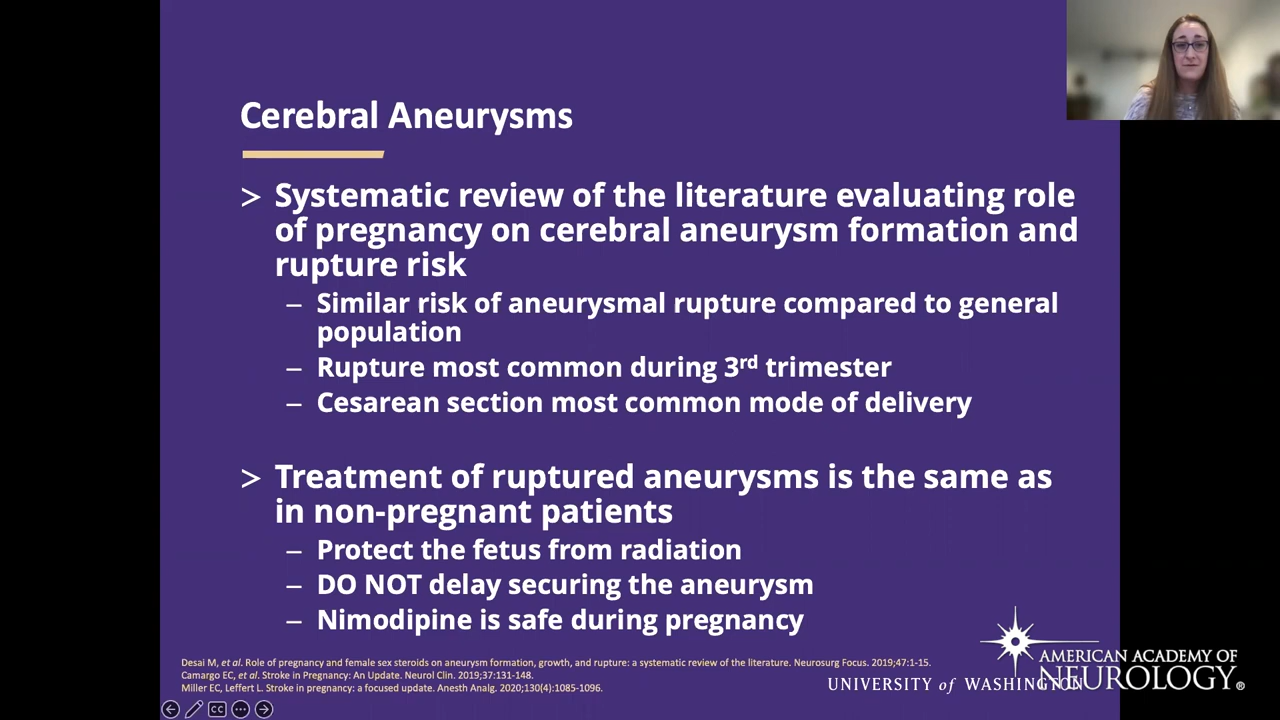 Cerebral Aneurysms
> Systematic review of the literature evaluating role
of pregnancy on cerebral aneurysm formation and
rupture risk
– Similar risk of aneurysmal rupture compared to general
population
– Rupture most common during 3rd trimester
– Cesarean section most common mode of delivery
> Treatment of ruptured aneurysms is the same as
in non-pregnant patients
– Protect the fetus from radiation
– DO NOT delay securing the aneurysm
– Nimodipine is safe during pregnancy
Desai M, et al. Role of pregnancy and female sex steroids on aneurysm formation, growth, and rupture: a systematic review of the literature. Neurosurg Focus. 2019;47:1-15.
Camargo EC, et al. Stroke in Pregnancy: An Update. Neurol Clin. 2019;37:131-148.
Miller EC, Leffert L. Stroke in pregnancy: a focused update. Anesth Analg. 2020;130(4):1085-1096.
UNIVERSITY of WASHINGTON
AMERICAN ACADEMY OF
NEUROLOGY®
CC